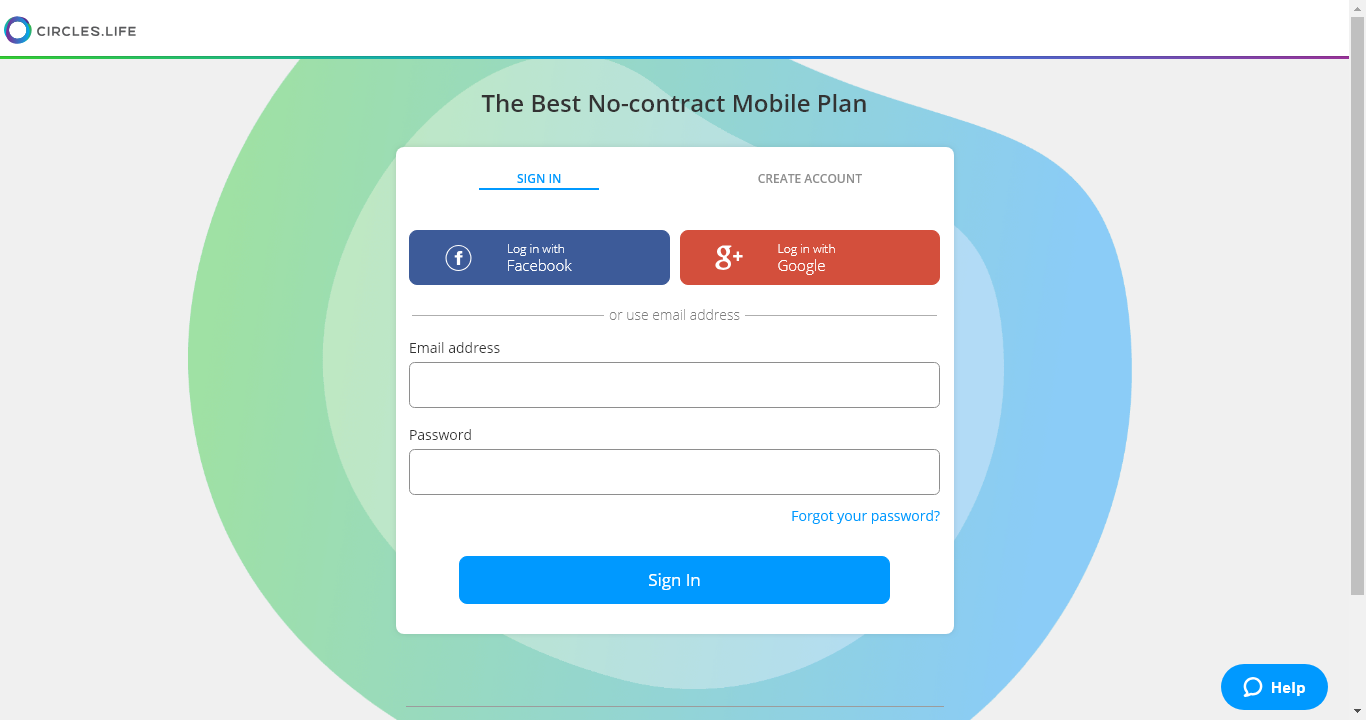 CIRCLES.LIFE
The Best No-contract Mobile Plan
SIGN IN
CREATE ACCOUNT
Log in with
Facebook
g+
Log in with
Google
or use email address
Email address
Password
Forgot your password?
Sign In
Help